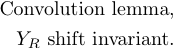 Convolution lemma,
Y_R shift invariant.